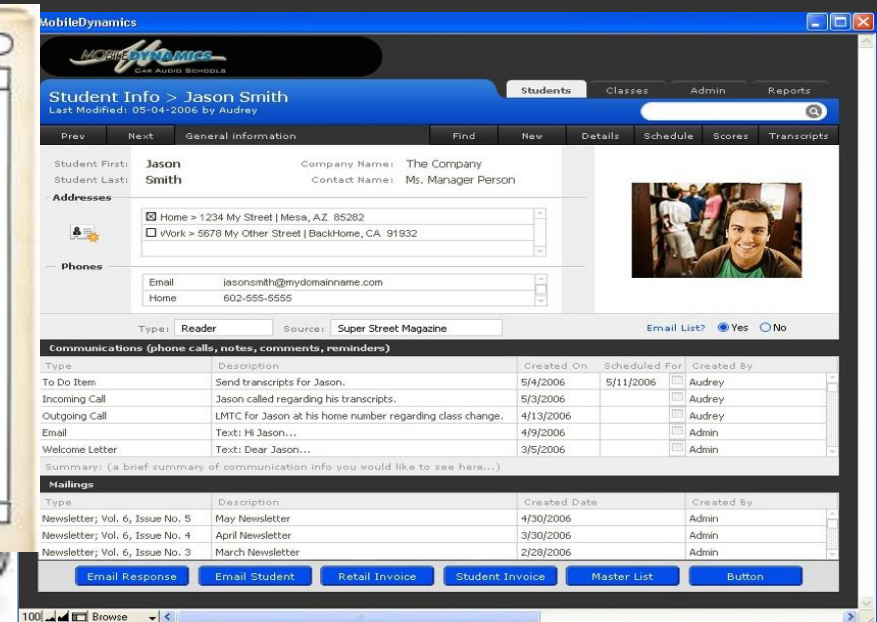 MobileDynamics
MOBILEDYNAMICS
CAR AUDIO SCHOOLS
Student Info > Jason Smith
Last Modified: 05-04-2006 by Audrey
Students Classes Admin Reports
Prev Next General information Find New Details Schedule Scores Transcripts
Student First: Jason Company Name: The Company
Student Last: Smith Contact Name: Ms. Manager Person
Addresses
Home > 1234 My Street | Mesa, AZ 85282
Work > 5678 My Other Street | BackHome, CA 91932
Phones
Email jasonsmith@mydomainname.com
Home 602-555-5555
Type: Reader Source: Super Street Magazine Email List? Yes No
Communications (phone calls, notes, comments, reminders)
Type Description Created On Scheduled For Created By
To Do Item Send transcripts for Jason. 5/4/2006 5/11/2006 Audrey
Incoming Call Jason called regarding his transcripts. 5/3/2006 Audrey
Outgoing Call LMTC for Jason at his home number regarding class change. 4/13/2006 Audrey
Email Text: Hi Jason... 4/9/2006 Admin
Welcome Letter Text: Dear Jason... 3/5/2006 Admin
Summary: (a brief summary of communication info you would like to see here...)
Mailings
Type Description Created Date Created By
Newsletter; Vol. 6, Issue No. 5 May Newsletter 4/30/2006 Admin
Newsletter; Vol. 6, Issue No. 4 April Newsletter 3/30/2006 Admin
Newsletter; Vol. 6, Issue No. 3 March Newsletter 2/28/2006 Admin
Email Response Email Student Retail Invoice Student Invoice Master List Button
100 Browse